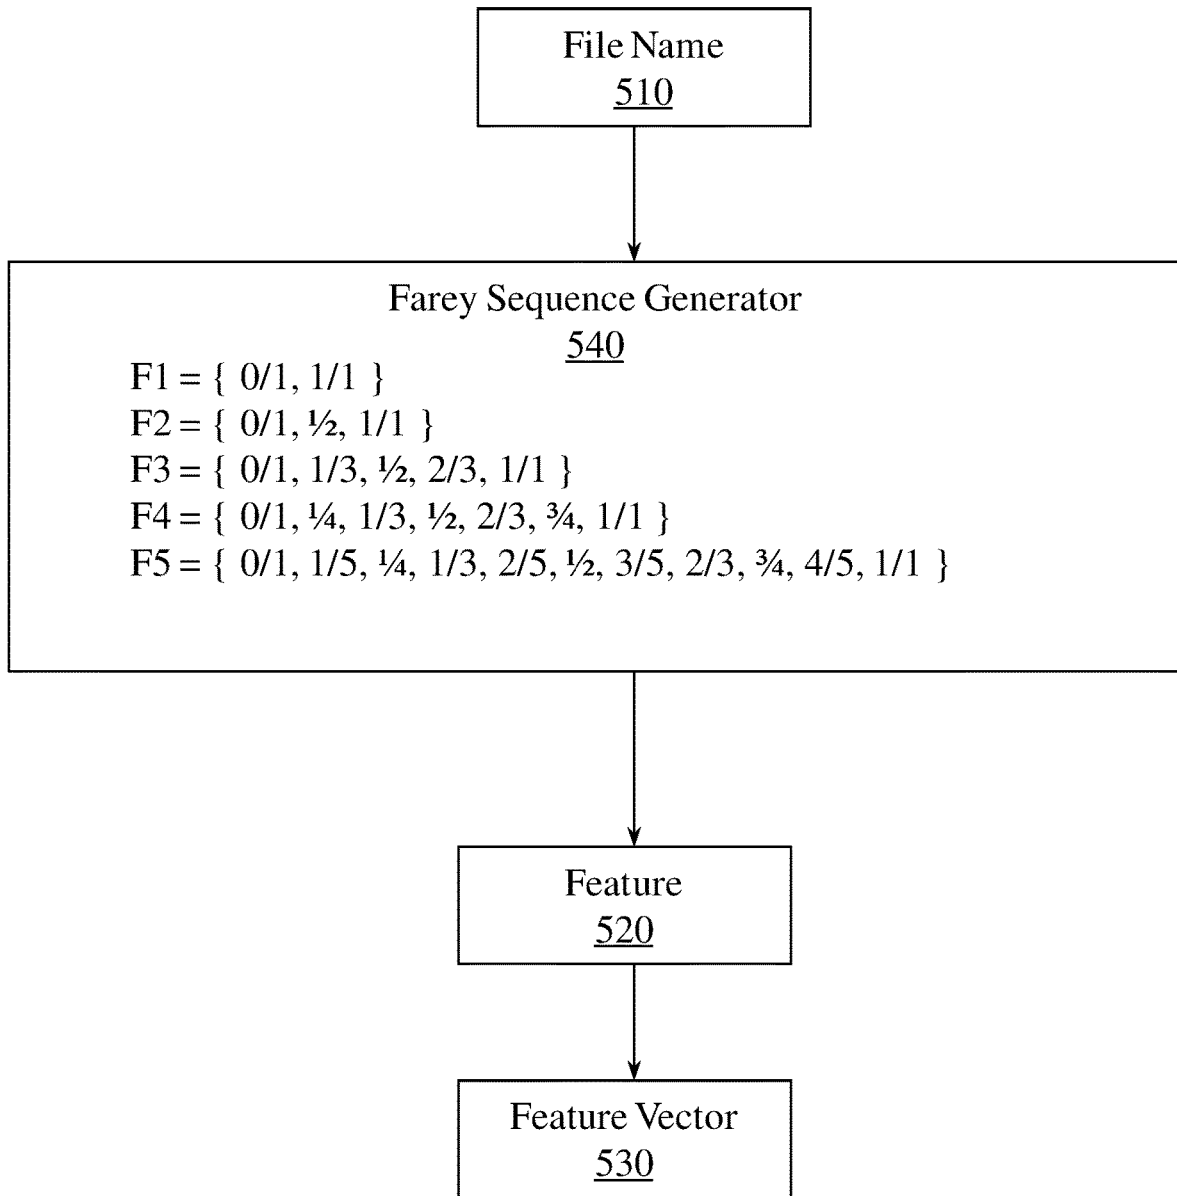 File Name
510
Farey Sequence Generator
540
F1 = { 0/1, 1/1 }
F2 = { 0/1, ½, 1/1 }
F3 = { 0/1, 1/3, ½, 2/3, 1/1 }
F4 = { 0/1, ¼, 1/3, ½, 2/3, ¾, 1/1 }
F5 = { 0/1, 1/5, ¼, 1/3, 2/5, ½, 3/5, 2/3, ¾, 4/5, 1/1 }
Feature
520
Feature Vector
530